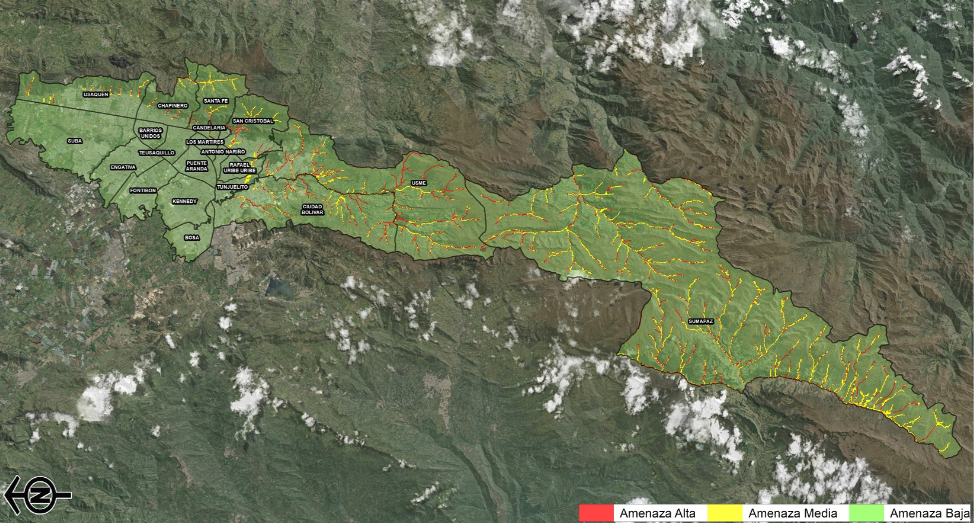 USAQUEN
CHAPINERO
SANTA FE
SAN CRISTOBAL
CANDELARIA
SUBA
BARRIOS
UNIDOS
LOS MARTIRES
TEUSAQUILLO
ANTONIO NARIÑO
ENGATIVA
PUENTE
ARANDA
RAFAEL
URIBE URIBE
FONTIBON
TUNJUELITO
KENNEDY
USME
CIUDAD
BOLIVAR
BOSA
SUMAPAZ
N
Amenaza Alta
Amenaza Media
Amenaza Baja